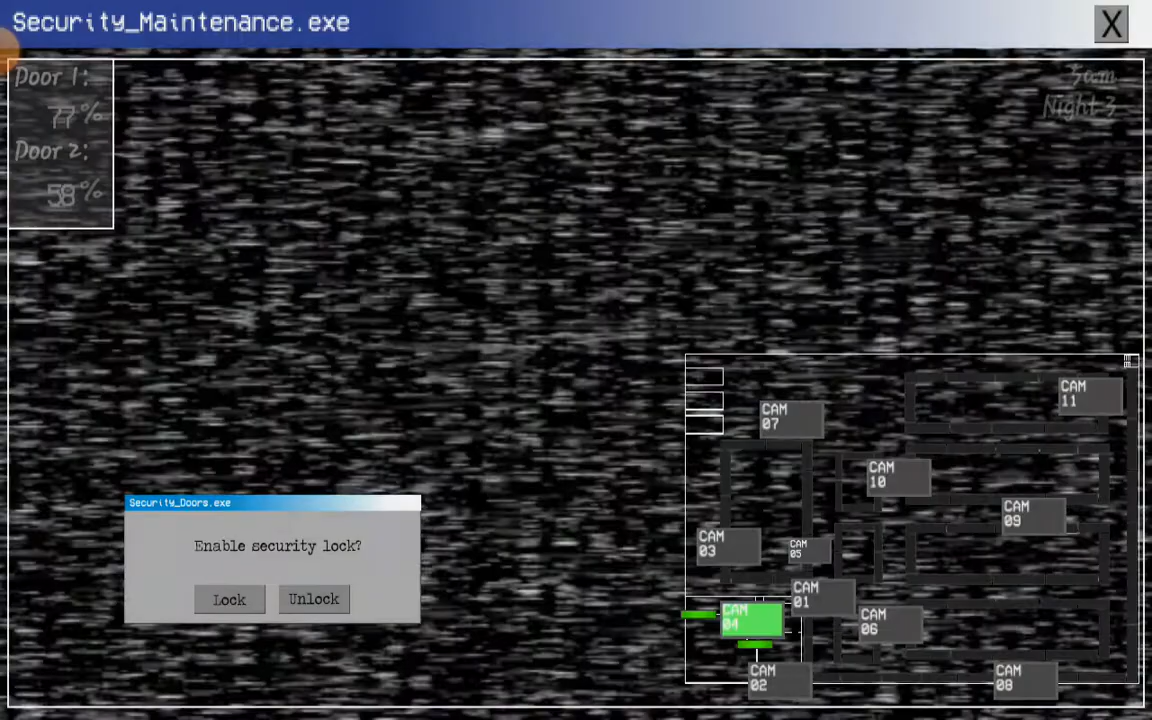 Security_Maintenance.exe
X
Door 1:
77%
Door 2:
58%
5am
Night 3
CAM
11
CAM
07
CAM
10
CAM
09
CAM
03
CAM
05
CAM
01
CAM
04
CAM
06
CAM
02
CAM
08
Security_Doors.exe
Enable security lock?
Lock
Unlock